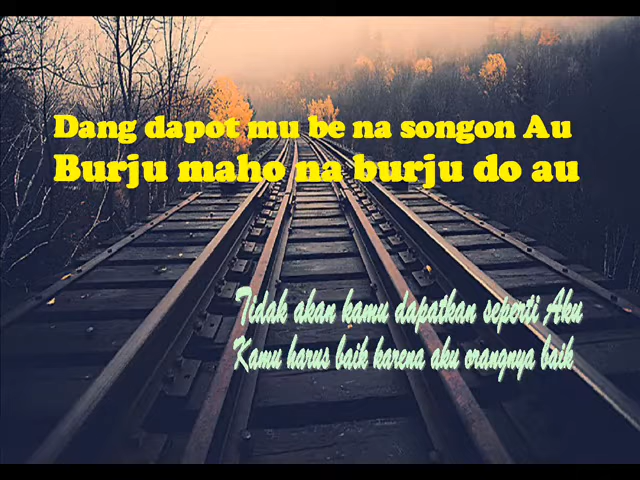 Dang dapot mu be na songon Au
Burju maho na burju do au
Tidak akan kamu dapatkan seperti Aku
Kamu harus baik karena aku orangnya baik